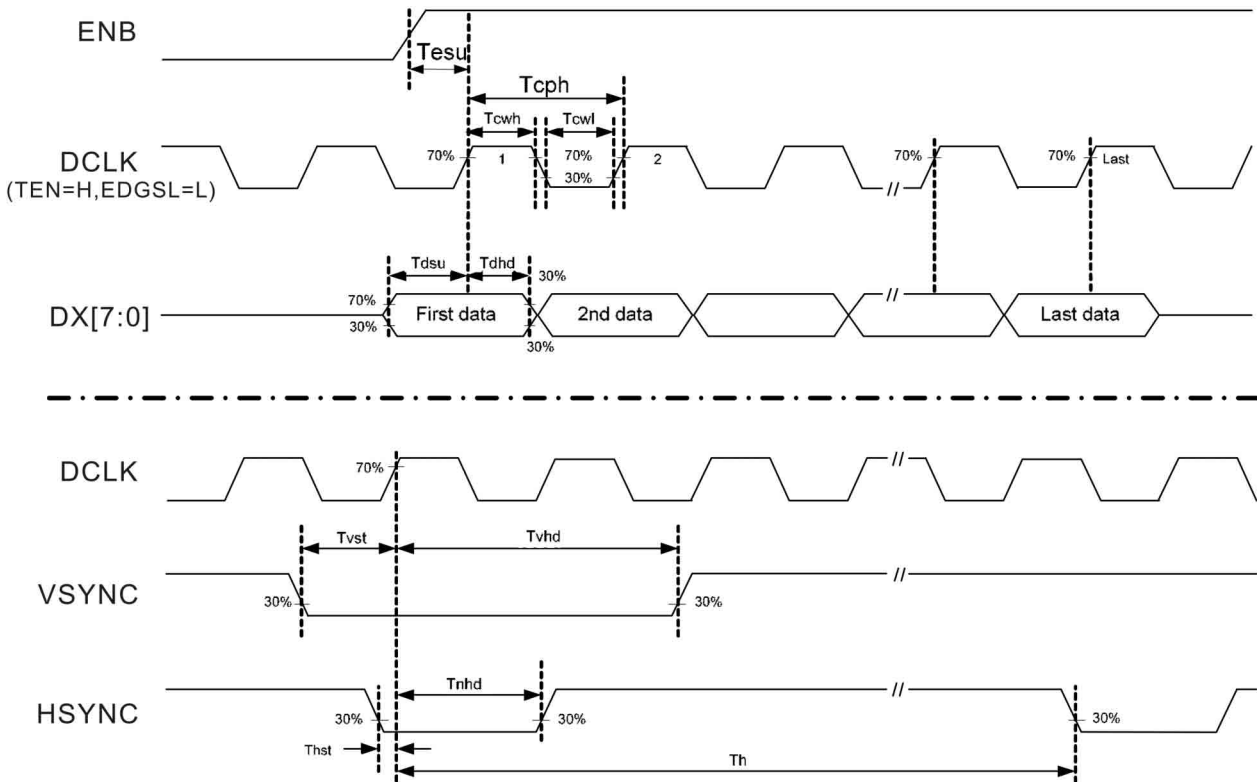 ENB
Tesu
Tcph
Tcwh
Tcwl
DCLK
(TEN=H,EDGSL=L)
70%
1
70%
30%
2
//
70%
70%
Last
Tdsu
Tdhd
30%
DX[7:0]
70%
30%
First data
30%
2nd data
//
Last data
DCLK
70%
//
Tvst
Tvhd
VSYNC
30%
30%
//
HSYNC
Tnhd
30%
30%
//
30%
Thst
Th